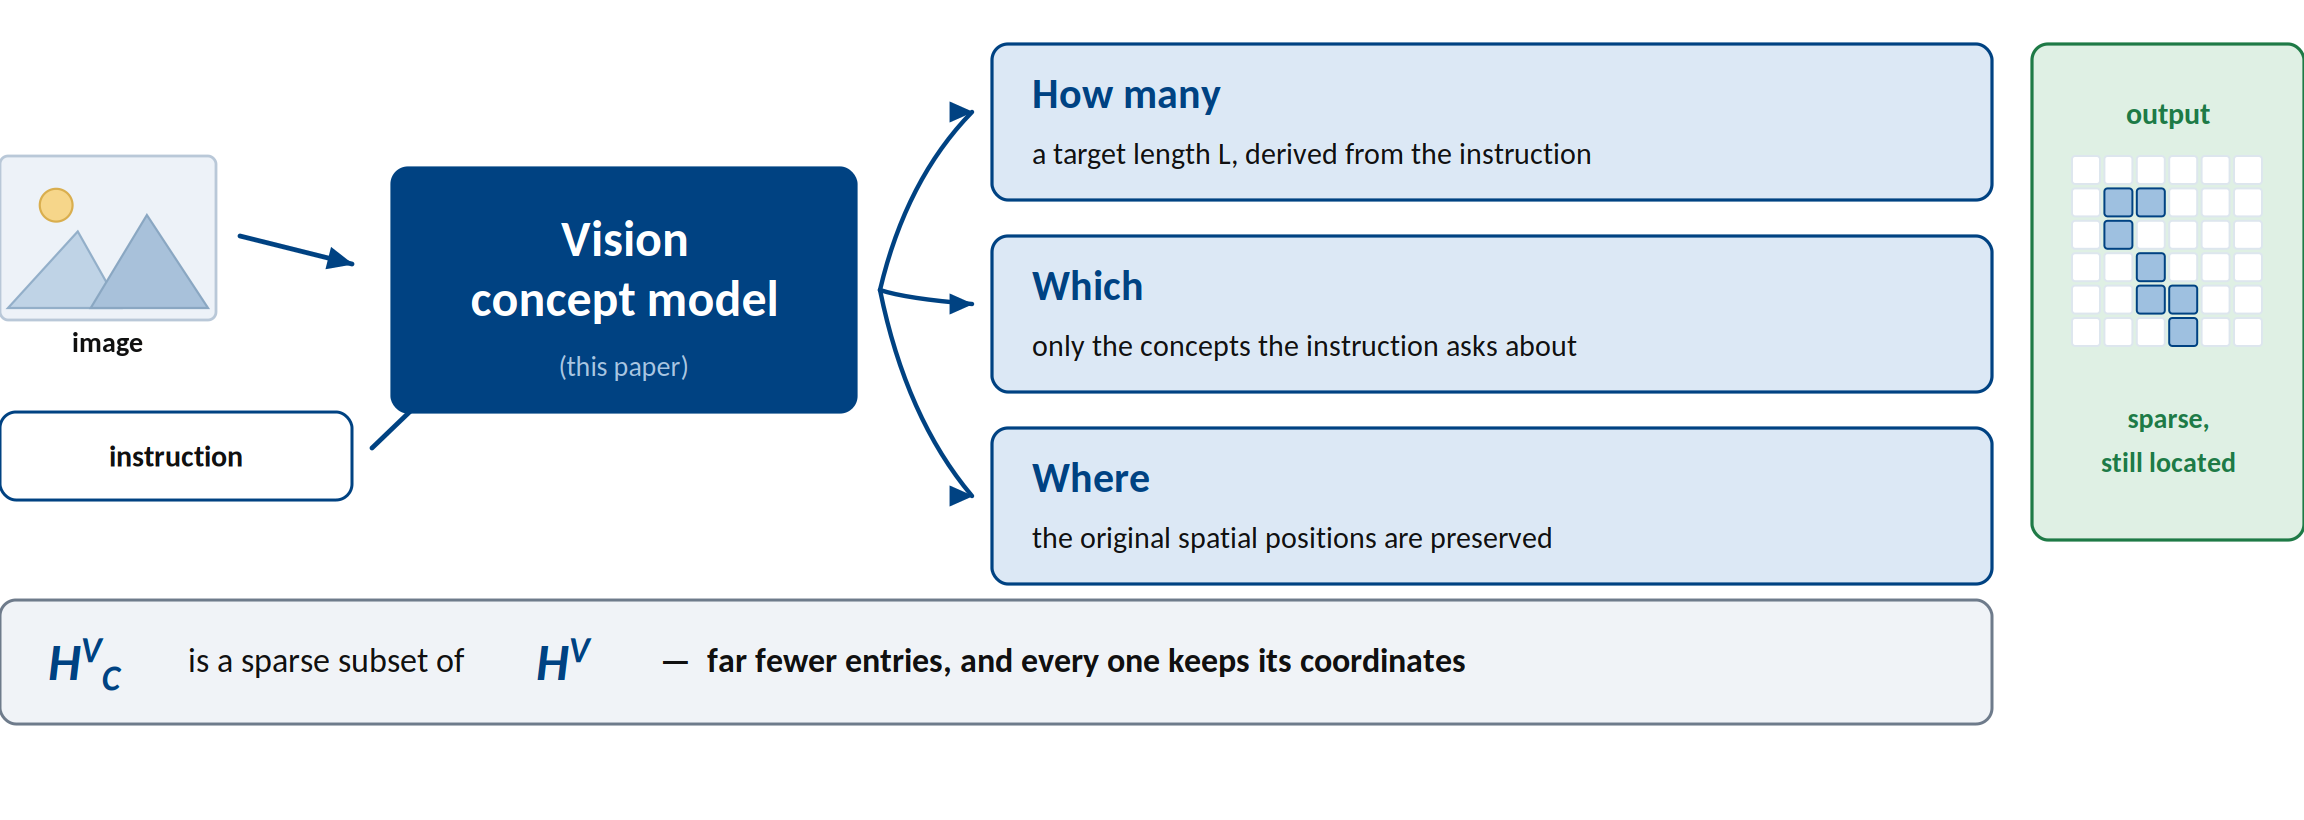 image
instruction
Vision
concept model
(this paper)
How many
a target length L, derived from the instruction
Which
only the concepts the instruction asks about
Where
the original spatial positions are preserved
output
sparse,
still located
H^V_C is a sparse subset of H^V — far fewer entries, and every one keeps its coordinates